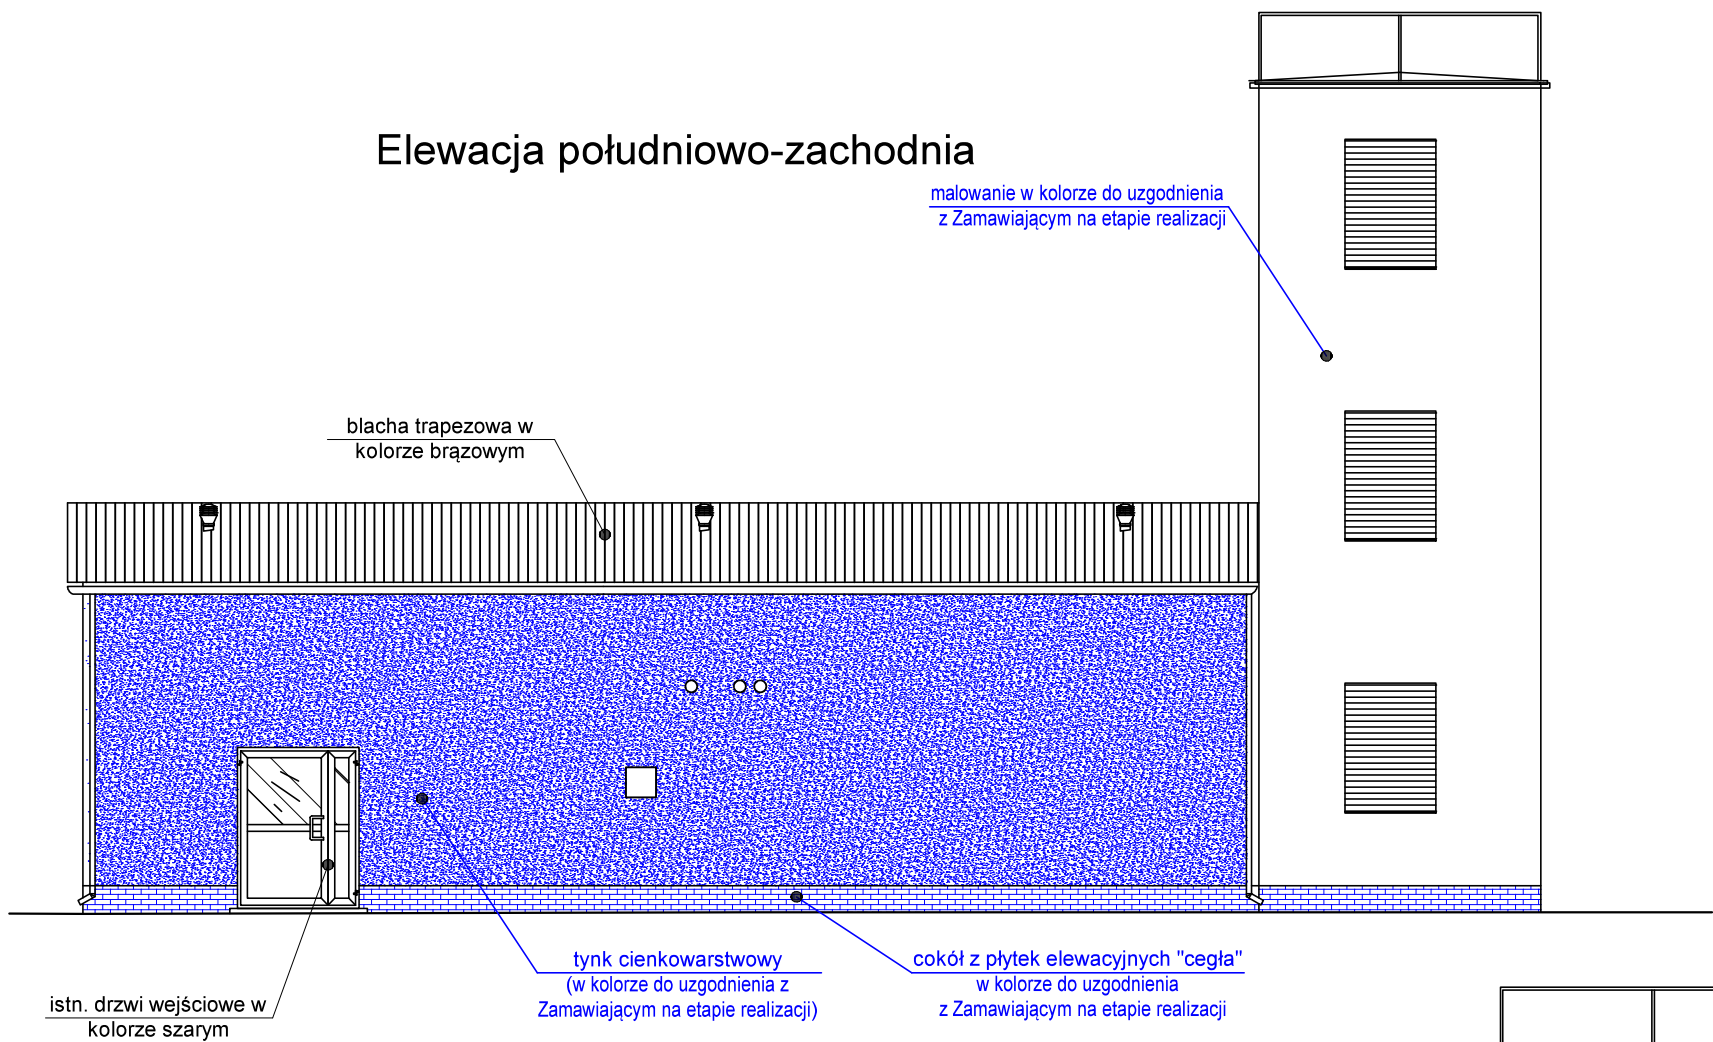 Elewacja południowo-zachodnia
malowanie w kolorze do uzgodnienia
z Zamawiającym na etapie realizacji
blacha trapezowa w
kolorze brązowym
tynk cienkowarstwowy
(w kolorze do uzgodnienia z
Zamawiającym na etapie realizacji)
cokół z płytek elewacyjnych "cegła"
w kolorze do uzgodnienia
z Zamawiającym na etapie realizacji
istn. drzwi wejściowe w
kolorze szarym